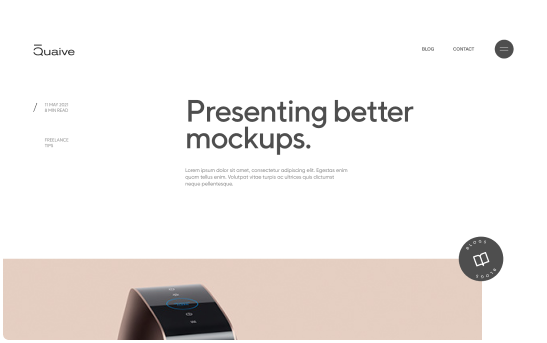 Quaive
BLOG
CONTACT
11 MAY 2021
8 MIN READ
FREELANCE
TIPS
Presenting better
mockups.
Lorem ipsum dolor sit amet, consectetur adipiscing elit. Egestas enim
quam tellus enim. Volutpat vitae turpis ac ultrices quis dictumst
neque pellentesque.
BLOGS
BLOGS